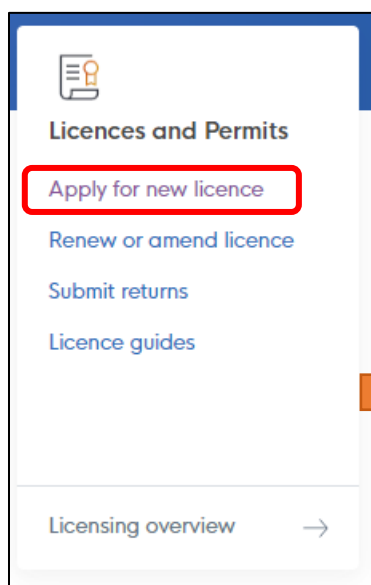 Licences and Permits
Apply for new licence
Renew or amend licence
Submit returns
Licence guides
Licensing overview